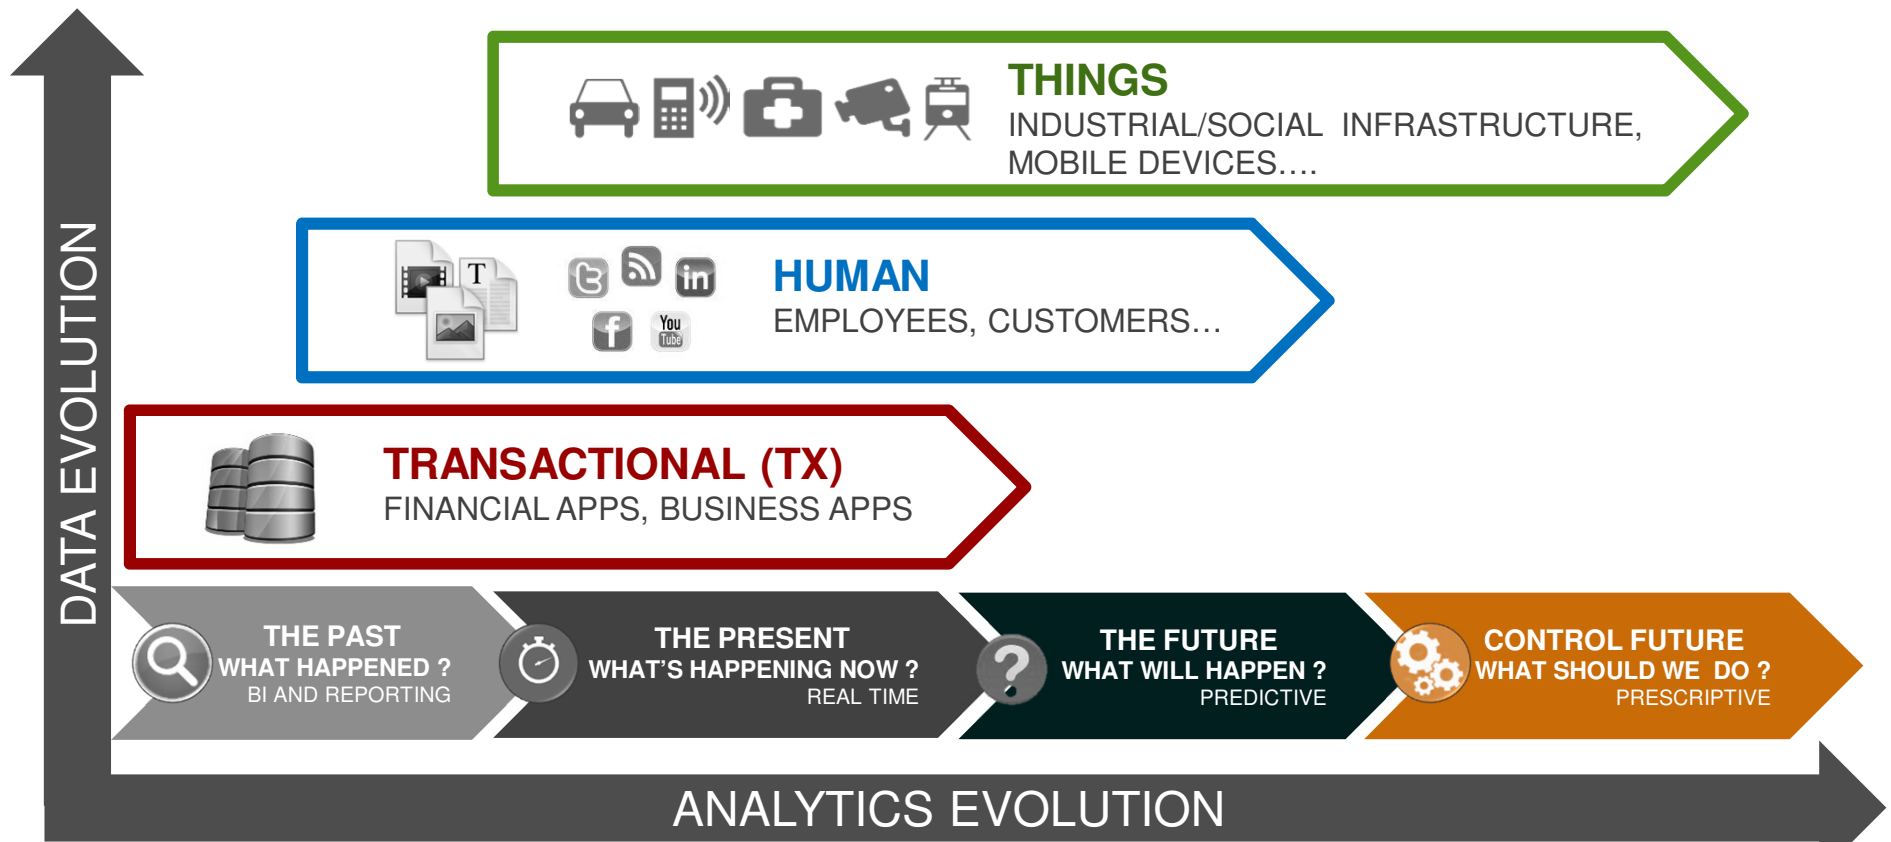 THINGS
INDUSTRIAL/SOCIAL INFRASTRUCTURE,
MOBILE DEVICES....
T
in
f
You
Tube
HUMAN
EMPLOYEES, CUSTOMERS...
TRANSACTIONAL (TX)
FINANCIAL APPS, BUSINESS APPS
DATA EVOLUTION
THE PAST
WHAT HAPPENED ?
BI AND REPORTING
THE PRESENT
WHAT'S HAPPENING NOW ?
REAL TIME
?
THE FUTURE
WHAT WILL HAPPEN ?
PREDICTIVE
CONTROL FUTURE
WHAT SHOULD WE DO ?
PRESCRIPTIVE
ANALYTICS EVOLUTION